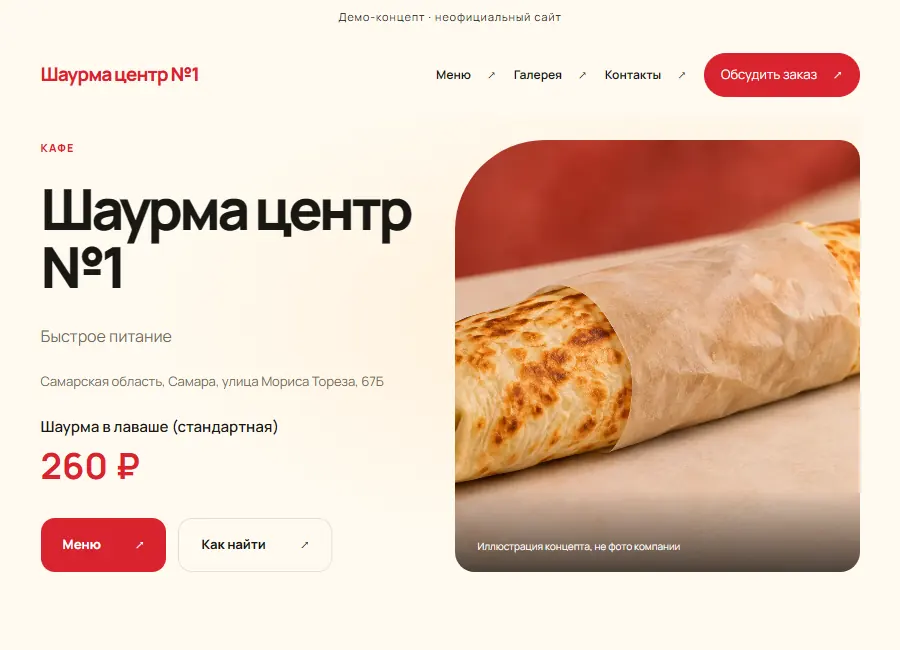 Демо-концепт · неофициальный сайт
Шаурма центр №1
Меню ↗ Галерея ↗ Контакты ↗ Обсудить заказ ↗
КАФЕ
Шаурма центр
№1
Быстрое питание
Самарская область, Самара, улица Мориса Тореза, 67Б
Шаурма в лаваше (стандартная)
260 ₽
Меню ↗ Как найти ↗
Иллюстрация концепта, не фото компании